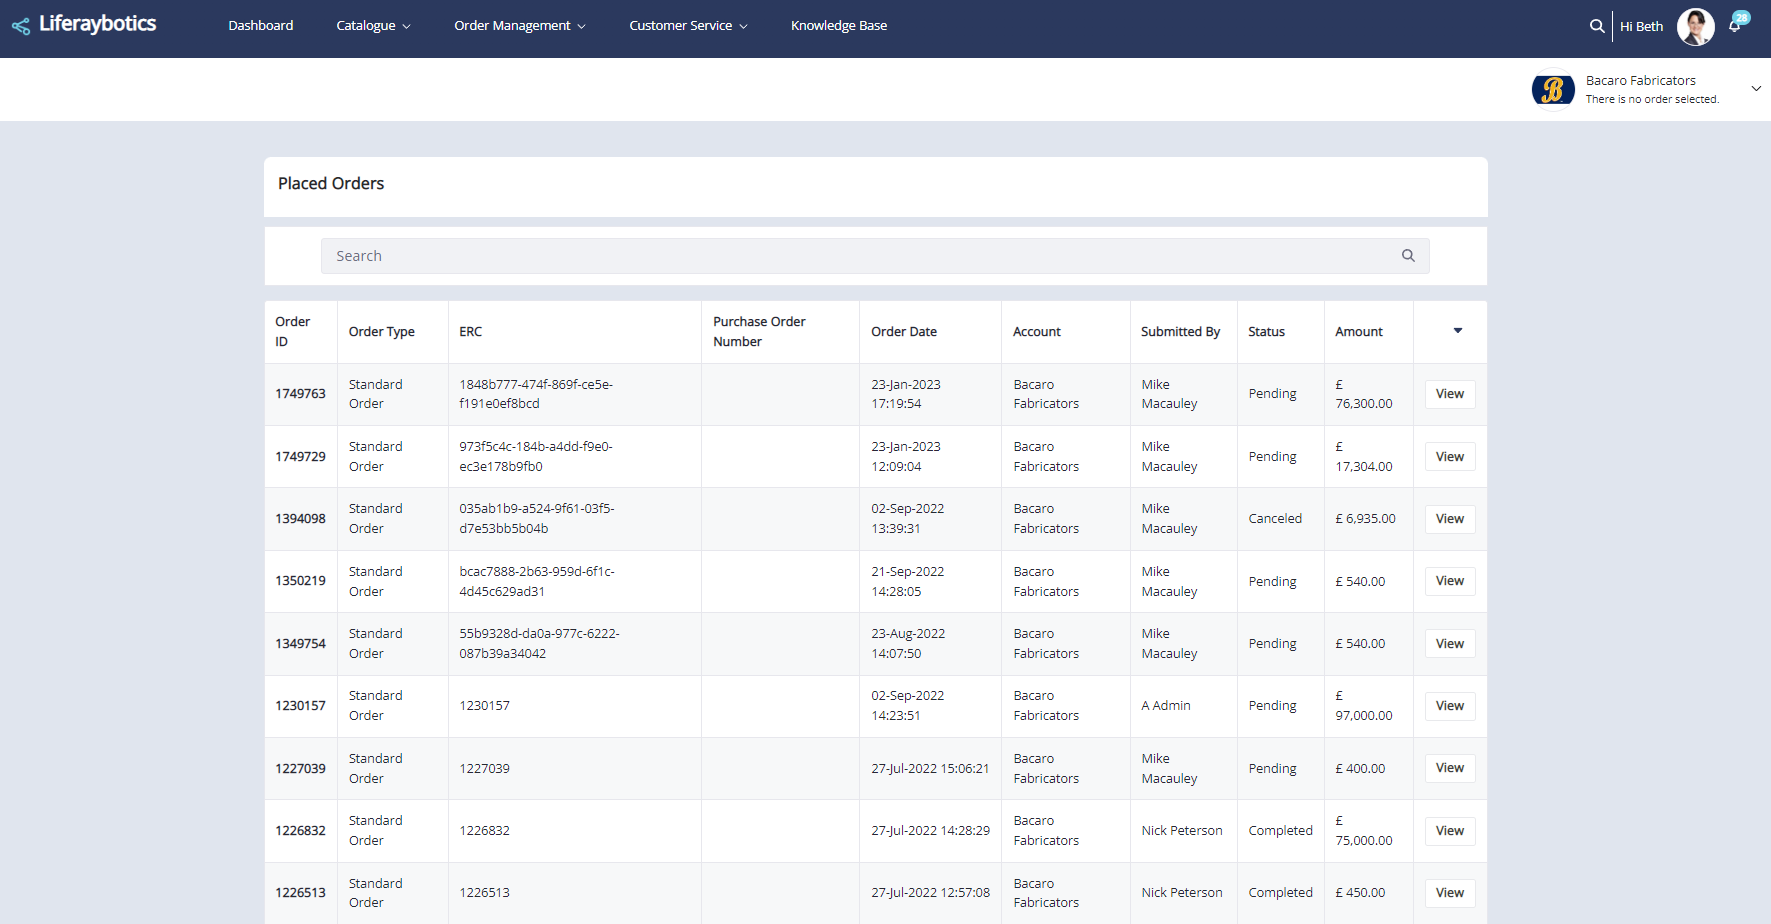 Liferaybotics
Dashboard
Catalogue
Order Management
Customer Service
Knowledge Base
Hi Beth
28
B
Bacaro Fabricators
There is no order selected.
Placed Orders
Search
Order
ID
Order Type
ERC
Purchase Order
Number
Order Date
Account
Submitted By
Status
Amount
1749763
Standard
Order
1848b777-474f-869f-ce5e-
f191e0ef8bcd
23-Jan-2023
17:19:54
Bacaro
Fabricators
Mike
Macauley
Pending
£
76,300.00
View
1749729
Standard
Order
973f5c4c-184b-a4dd-f9e0-
ec3e178b9fb0
23-Jan-2023
12:09:04
Bacaro
Fabricators
Mike
Macauley
Pending
£
17,304.00
View
1394098
Standard
Order
035ab1b9-a524-9f61-03f5-
d7e53bb5b04b
02-Sep-2022
13:39:31
Bacaro
Fabricators
Mike
Macauley
Canceled
£ 6,935.00
View
1350219
Standard
Order
bcac7888-2b63-959d-6f1c-
4d45c629ad31
21-Sep-2022
14:28:05
Bacaro
Fabricators
Mike
Macauley
Pending
£ 540.00
View
1349754
Standard
Order
55b9328d-da0a-977c-6222-
087b39a34042
23-Aug-2022
14:07:50
Bacaro
Fabricators
Mike
Macauley
Pending
£ 540.00
View
1230157
Standard
Order
1230157
02-Sep-2022
14:23:51
Bacaro
Fabricators
A Admin
Pending
£
97,000.00
View
1227039
Standard
Order
1227039
27-Jul-2022 15:06:21
Bacaro
Fabricators
Mike
Macauley
Pending
£ 400.00
View
1226832
Standard
Order
1226832
27-Jul-2022 14:28:29
Bacaro
Fabricators
Nick Peterson
Completed
£
75,000.00
View
1226513
Standard
Order
1226513
27-Jul-2022 12:57:08
Bacaro
Fabricators
Nick Peterson
Completed
£ 450.00
View